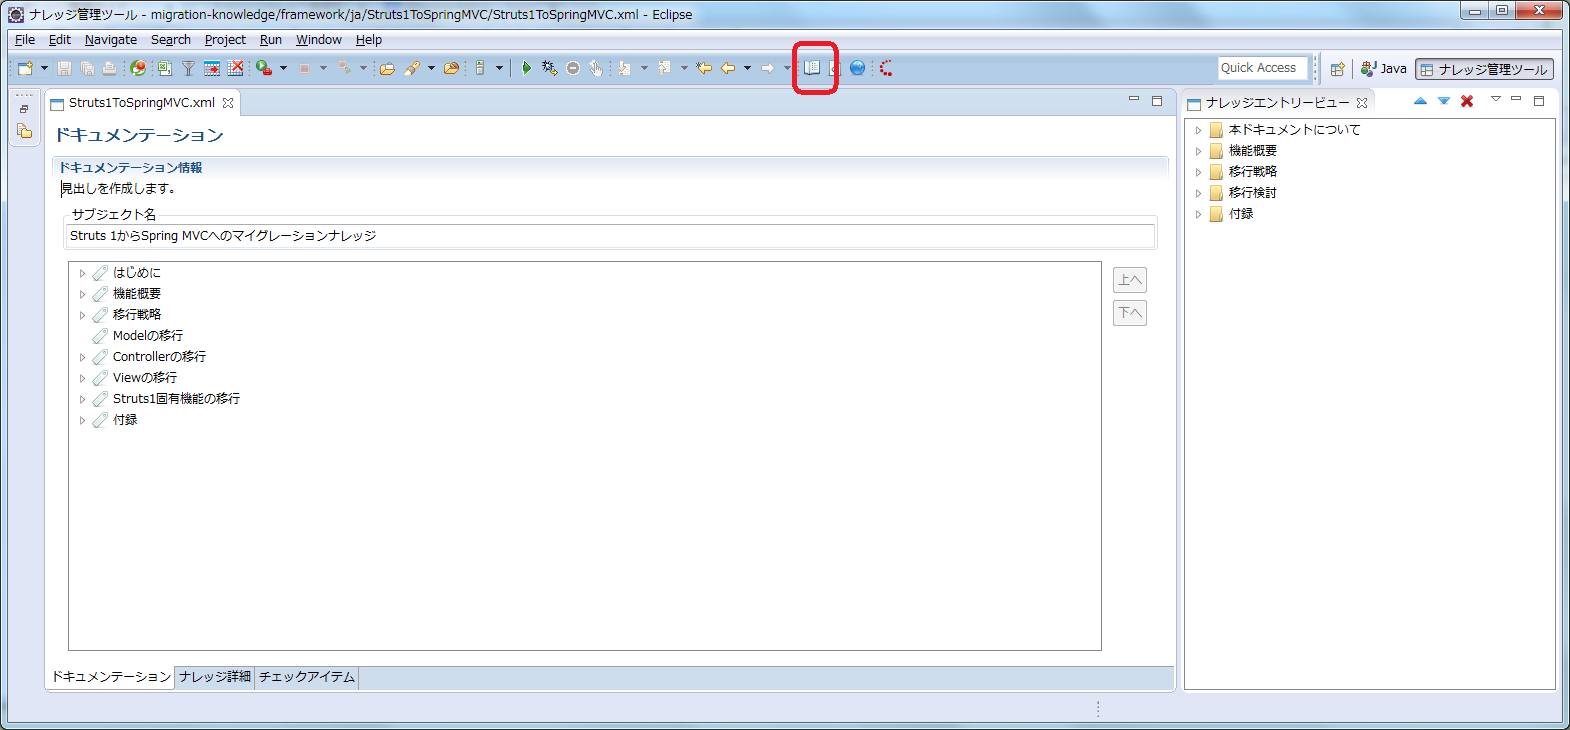 ナレッジ管理ツール - migration-knowledge/framework/ja/Struts1ToSpringMVC/Struts1ToSpringMVC.xml - Eclipse
File Edit Navigate Search Project Run Window Help
Quick Access
Java
ナレッジ管理ツール
Struts1ToSpringMVC.xml
ドキュメンテーション
ドキュメンテーション情報
見出しを作成します。
サブジェクト名
Struts 1からSpring MVCへのマイグレーションナレッジ
はじめに
機能概要
移行戦略
Modelの移行
Controllerの移行
Viewの移行
Struts1固有機能の移行
付録
上へ
下へ
ドキュメンテーション ナレッジ詳細 チェックアイテム
ナレッジエントリービュー
本ドキュメントについて
機能概要
移行戦略
移行検討
付録